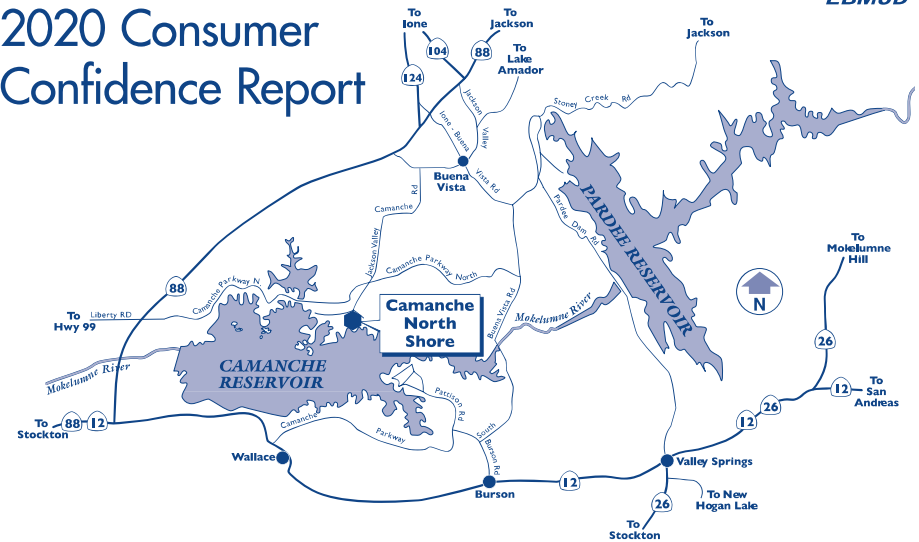 EBMUD
2020 Consumer
Confidence Report
To
Ione
To
Jackson
To
Lake
Amador
To
Jackson
104
88
124
Jackson
Valley
Ione - Buena
Vista Rd
Stoney Creek Rd
Buena
Vista
Camanche
Rd
Jackson Valley
Pardee Dam Rd
PARDEE RESERVOIR
To
Mokelumne
Hill
N
88
Camanche Parkway N
Camanche Parkway North
Buena Vista Rd
Mokelumne River
To
Hwy 99
Liberty RD
Camanche
North
Shore
26
Mokelumne River
CAMANCHE
RESERVOIR
Pattison
Rd
12
To
San
Andreas
26
12
To
Stockton
88
12
Camanche
Parkway
South
Burson Rd
Wallace
Valley Springs
Burson
12
26
To New
Hogan Lake
To
Stockton